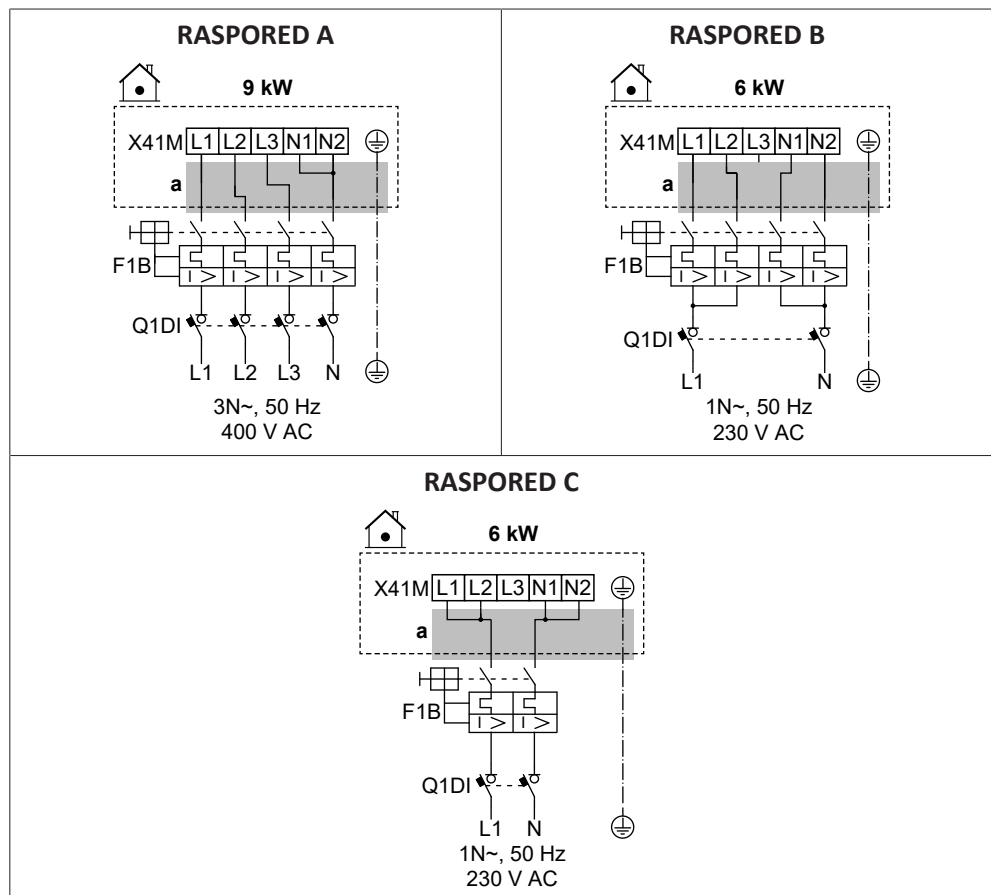 RASPORED A
9 kW
X41M L1 L2 L3 N1 N2
a
F1B
I > I > I > I >
Q1DI
L1 L2 L3 N
3N~, 50 Hz
400 V AC
RASPORED B
6 kW
X41M L1 L2 L3 N1 N2
a
F1B
I > I > I > I >
Q1DI
L1 N
1N~, 50 Hz
230 V AC
RASPORED C
6 kW
X41M L1 L2 L3 N1 N2
a
F1B
I > I >
Q1DI
L1 N
1N~, 50 Hz
230 V AC